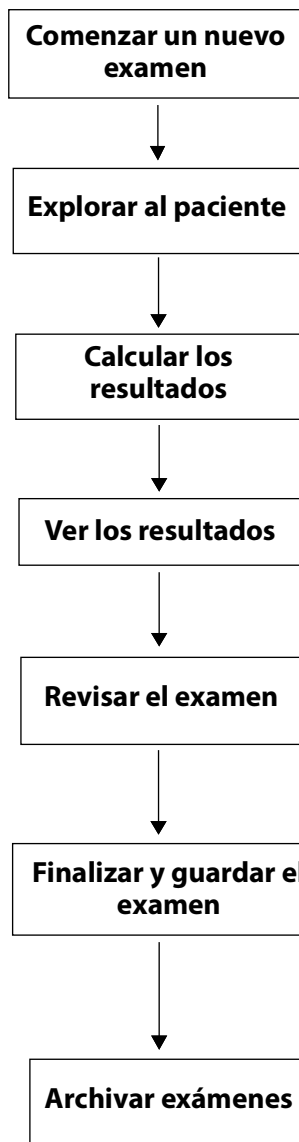 Comenzar un nuevo
examen
Explorar al paciente
Calcular los
resultados
Ver los resultados
Revisar el examen
Finalizar y guardar el
examen
Archivar exámenes